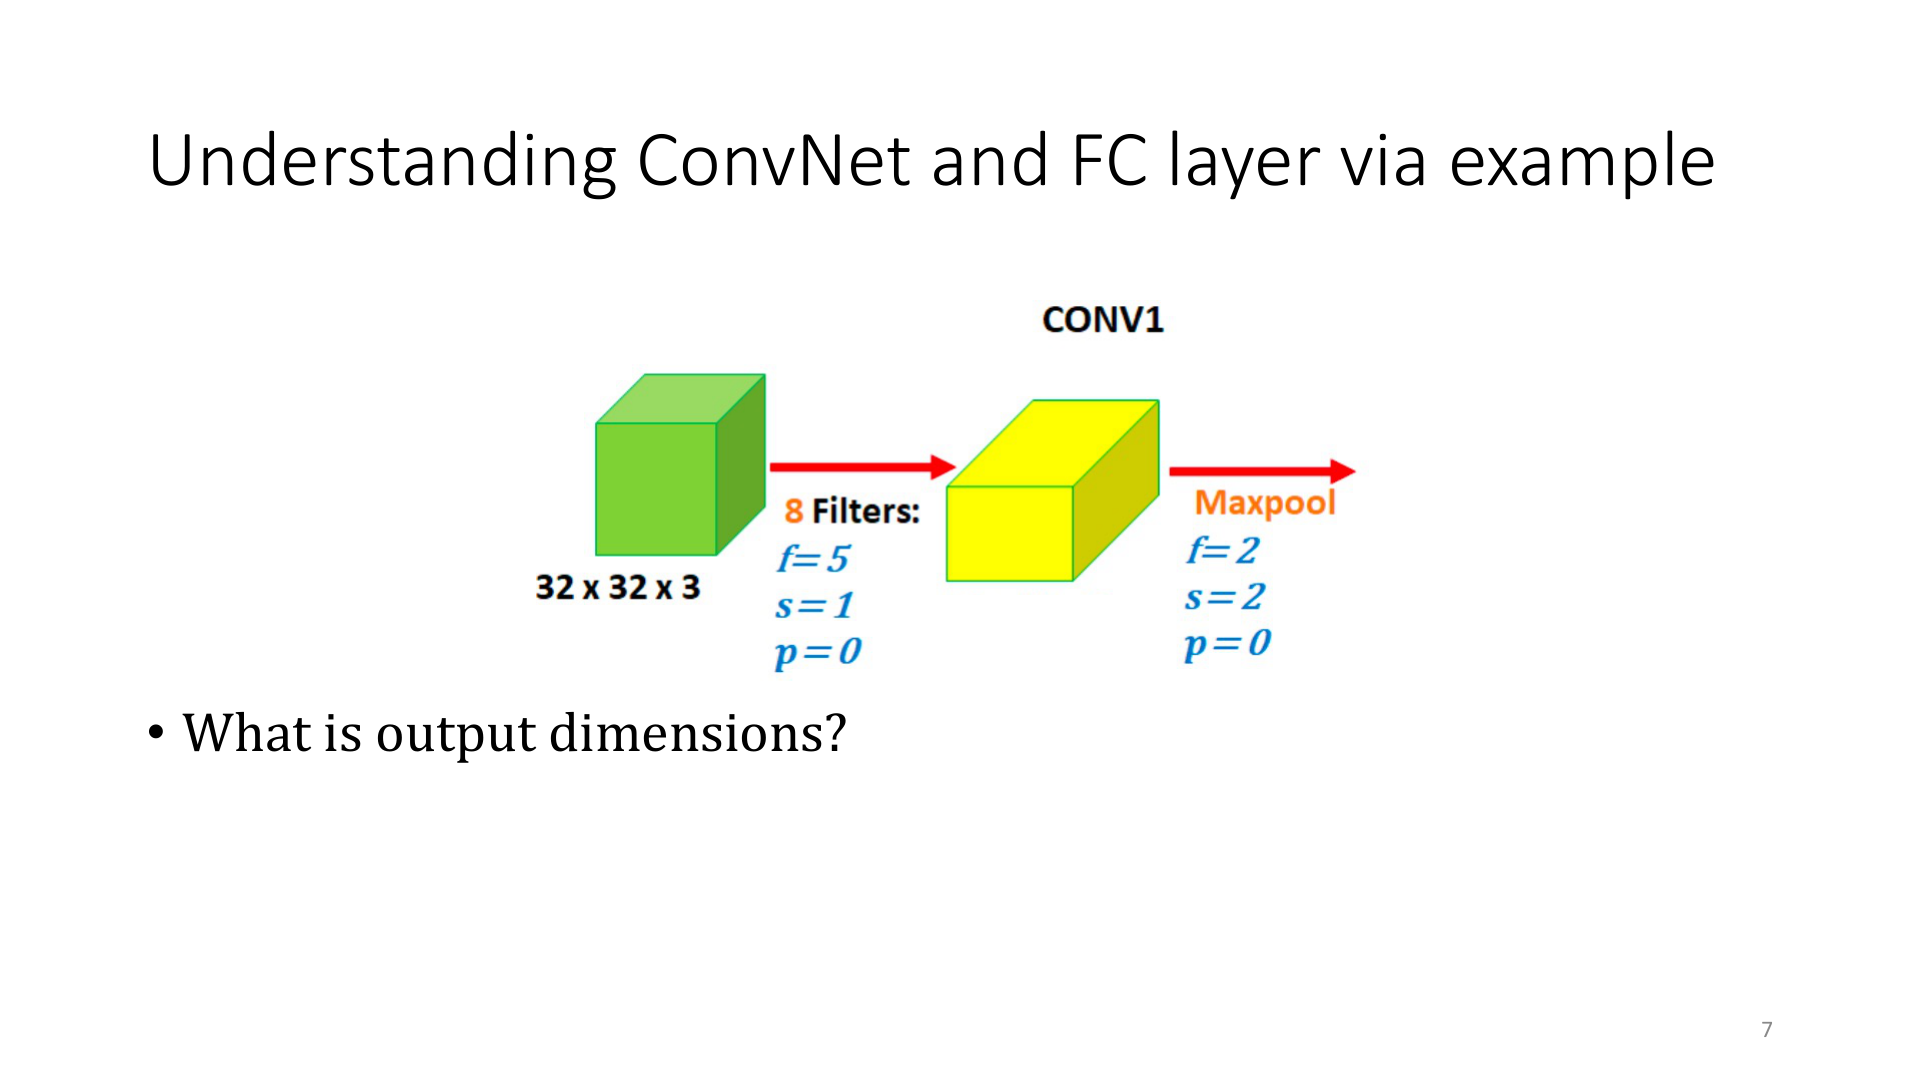 Understanding ConvNet and FC layer via example
CONV1
8 Filters:
f=5
s=1
p=0
32 x 32 x 3
Maxpool
f=2
s=2
p=0
• What is output dimensions?
7